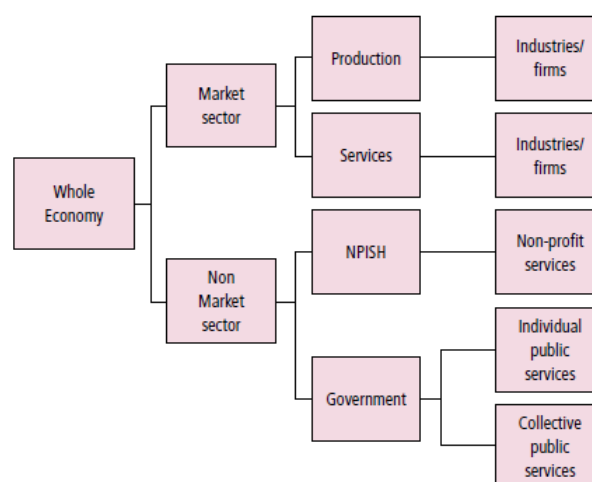 Whole
Economy
Market
sector
Non
Market
sector
Production
Services
NPISH
Government
Industries/
firms
Industries/
firms
Non-profit
services
Individual
public
services
Collective
public
services